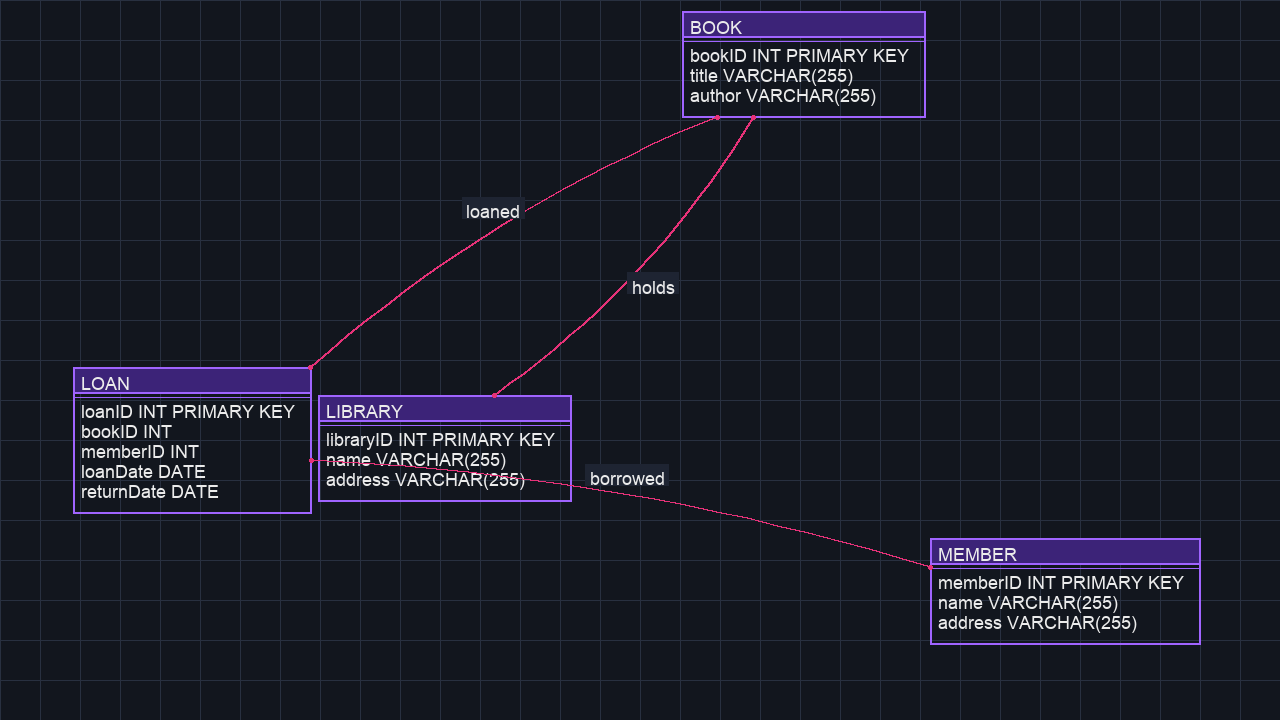 BOOK
bookID INT PRIMARY KEY
title VARCHAR(255)
author VARCHAR(255)
loaned
holds
LOAN
loanID INT PRIMARY KEY
bookID INT
memberID INT
loanDate DATE
returnDate DATE
LIBRARY
libraryID INT PRIMARY KEY
name VARCHAR(255)
address VARCHAR(255)
borrowed
MEMBER
memberID INT PRIMARY KEY
name VARCHAR(255)
address VARCHAR(255)